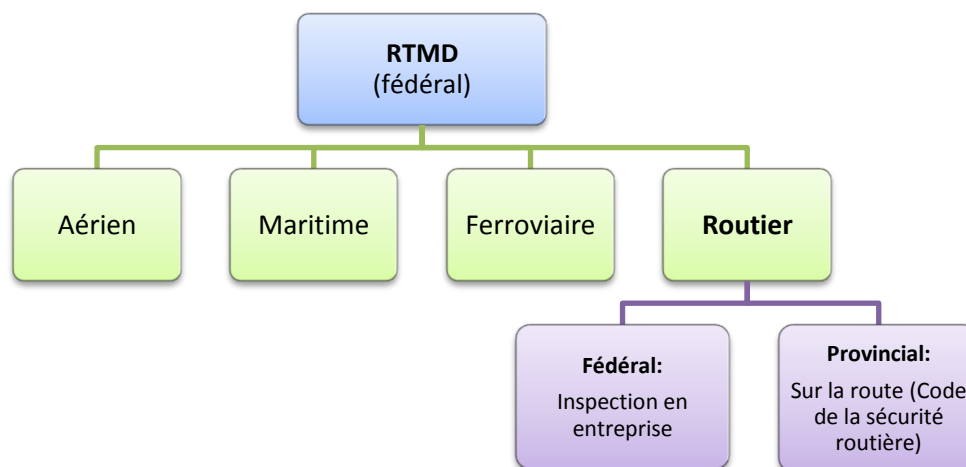 RTMD
(fédéral)
Aérien
Maritime
Ferroviaire
Routier
Fédéral:
Inspection en
entreprise
Provincial:
Sur la route (Code
de la sécurité
routière)